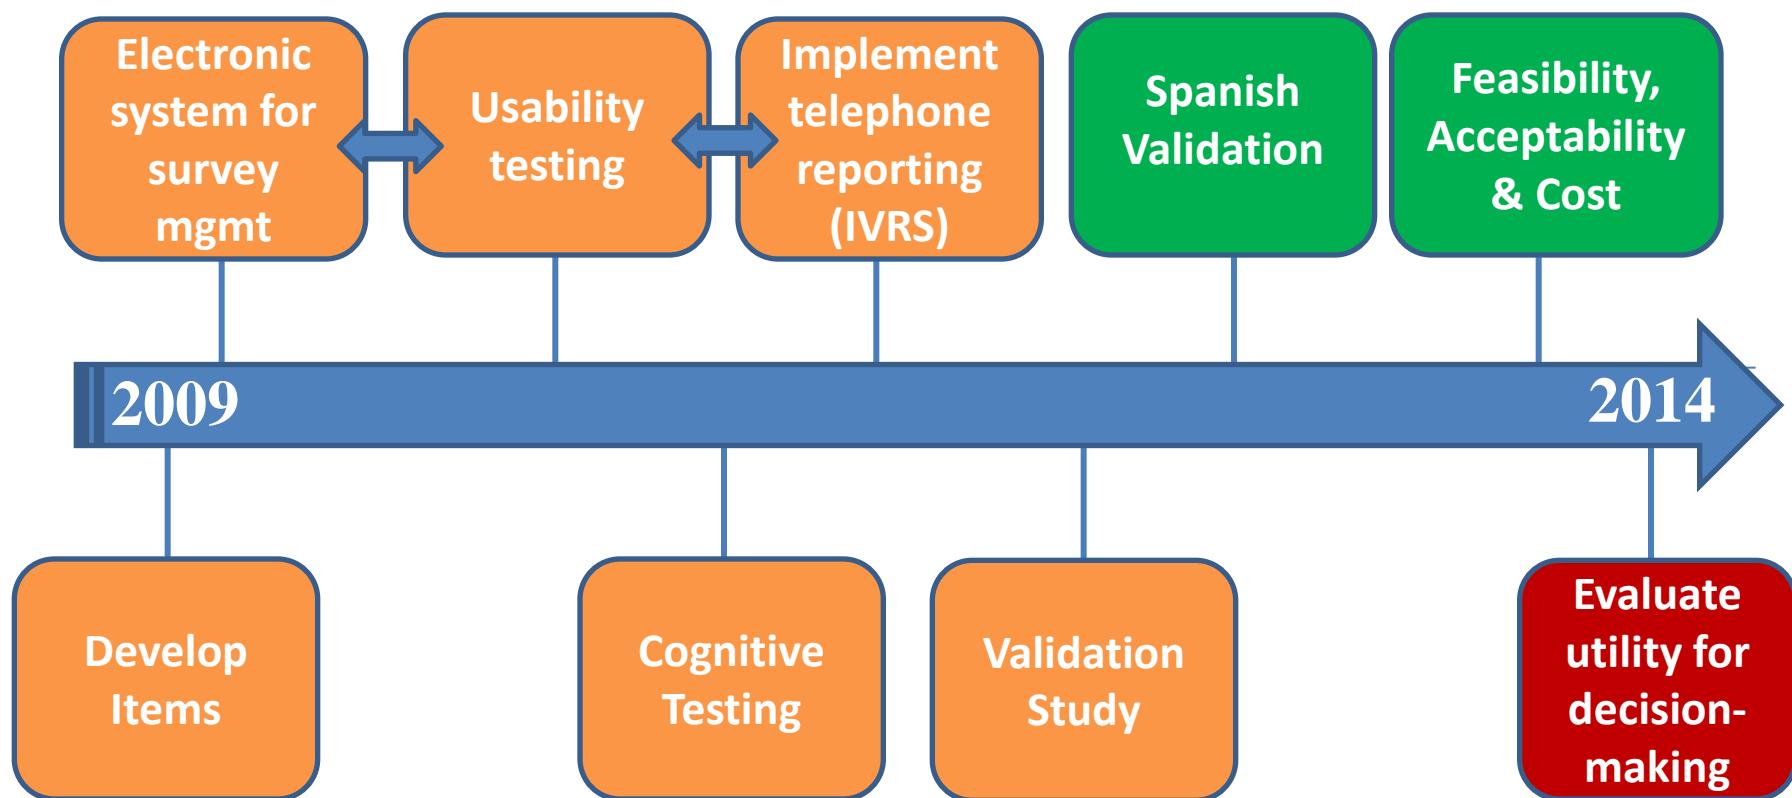 Electronic
system for
survey
mgmt
Usability
testing
Implement
telephone
reporting
(IVRS)
Spanish
Validation
Feasibility,
Acceptability
& Cost
2009
2014
Develop
Items
Cognitive
Testing
Validation
Study
Evaluate
utility for
decision-
making